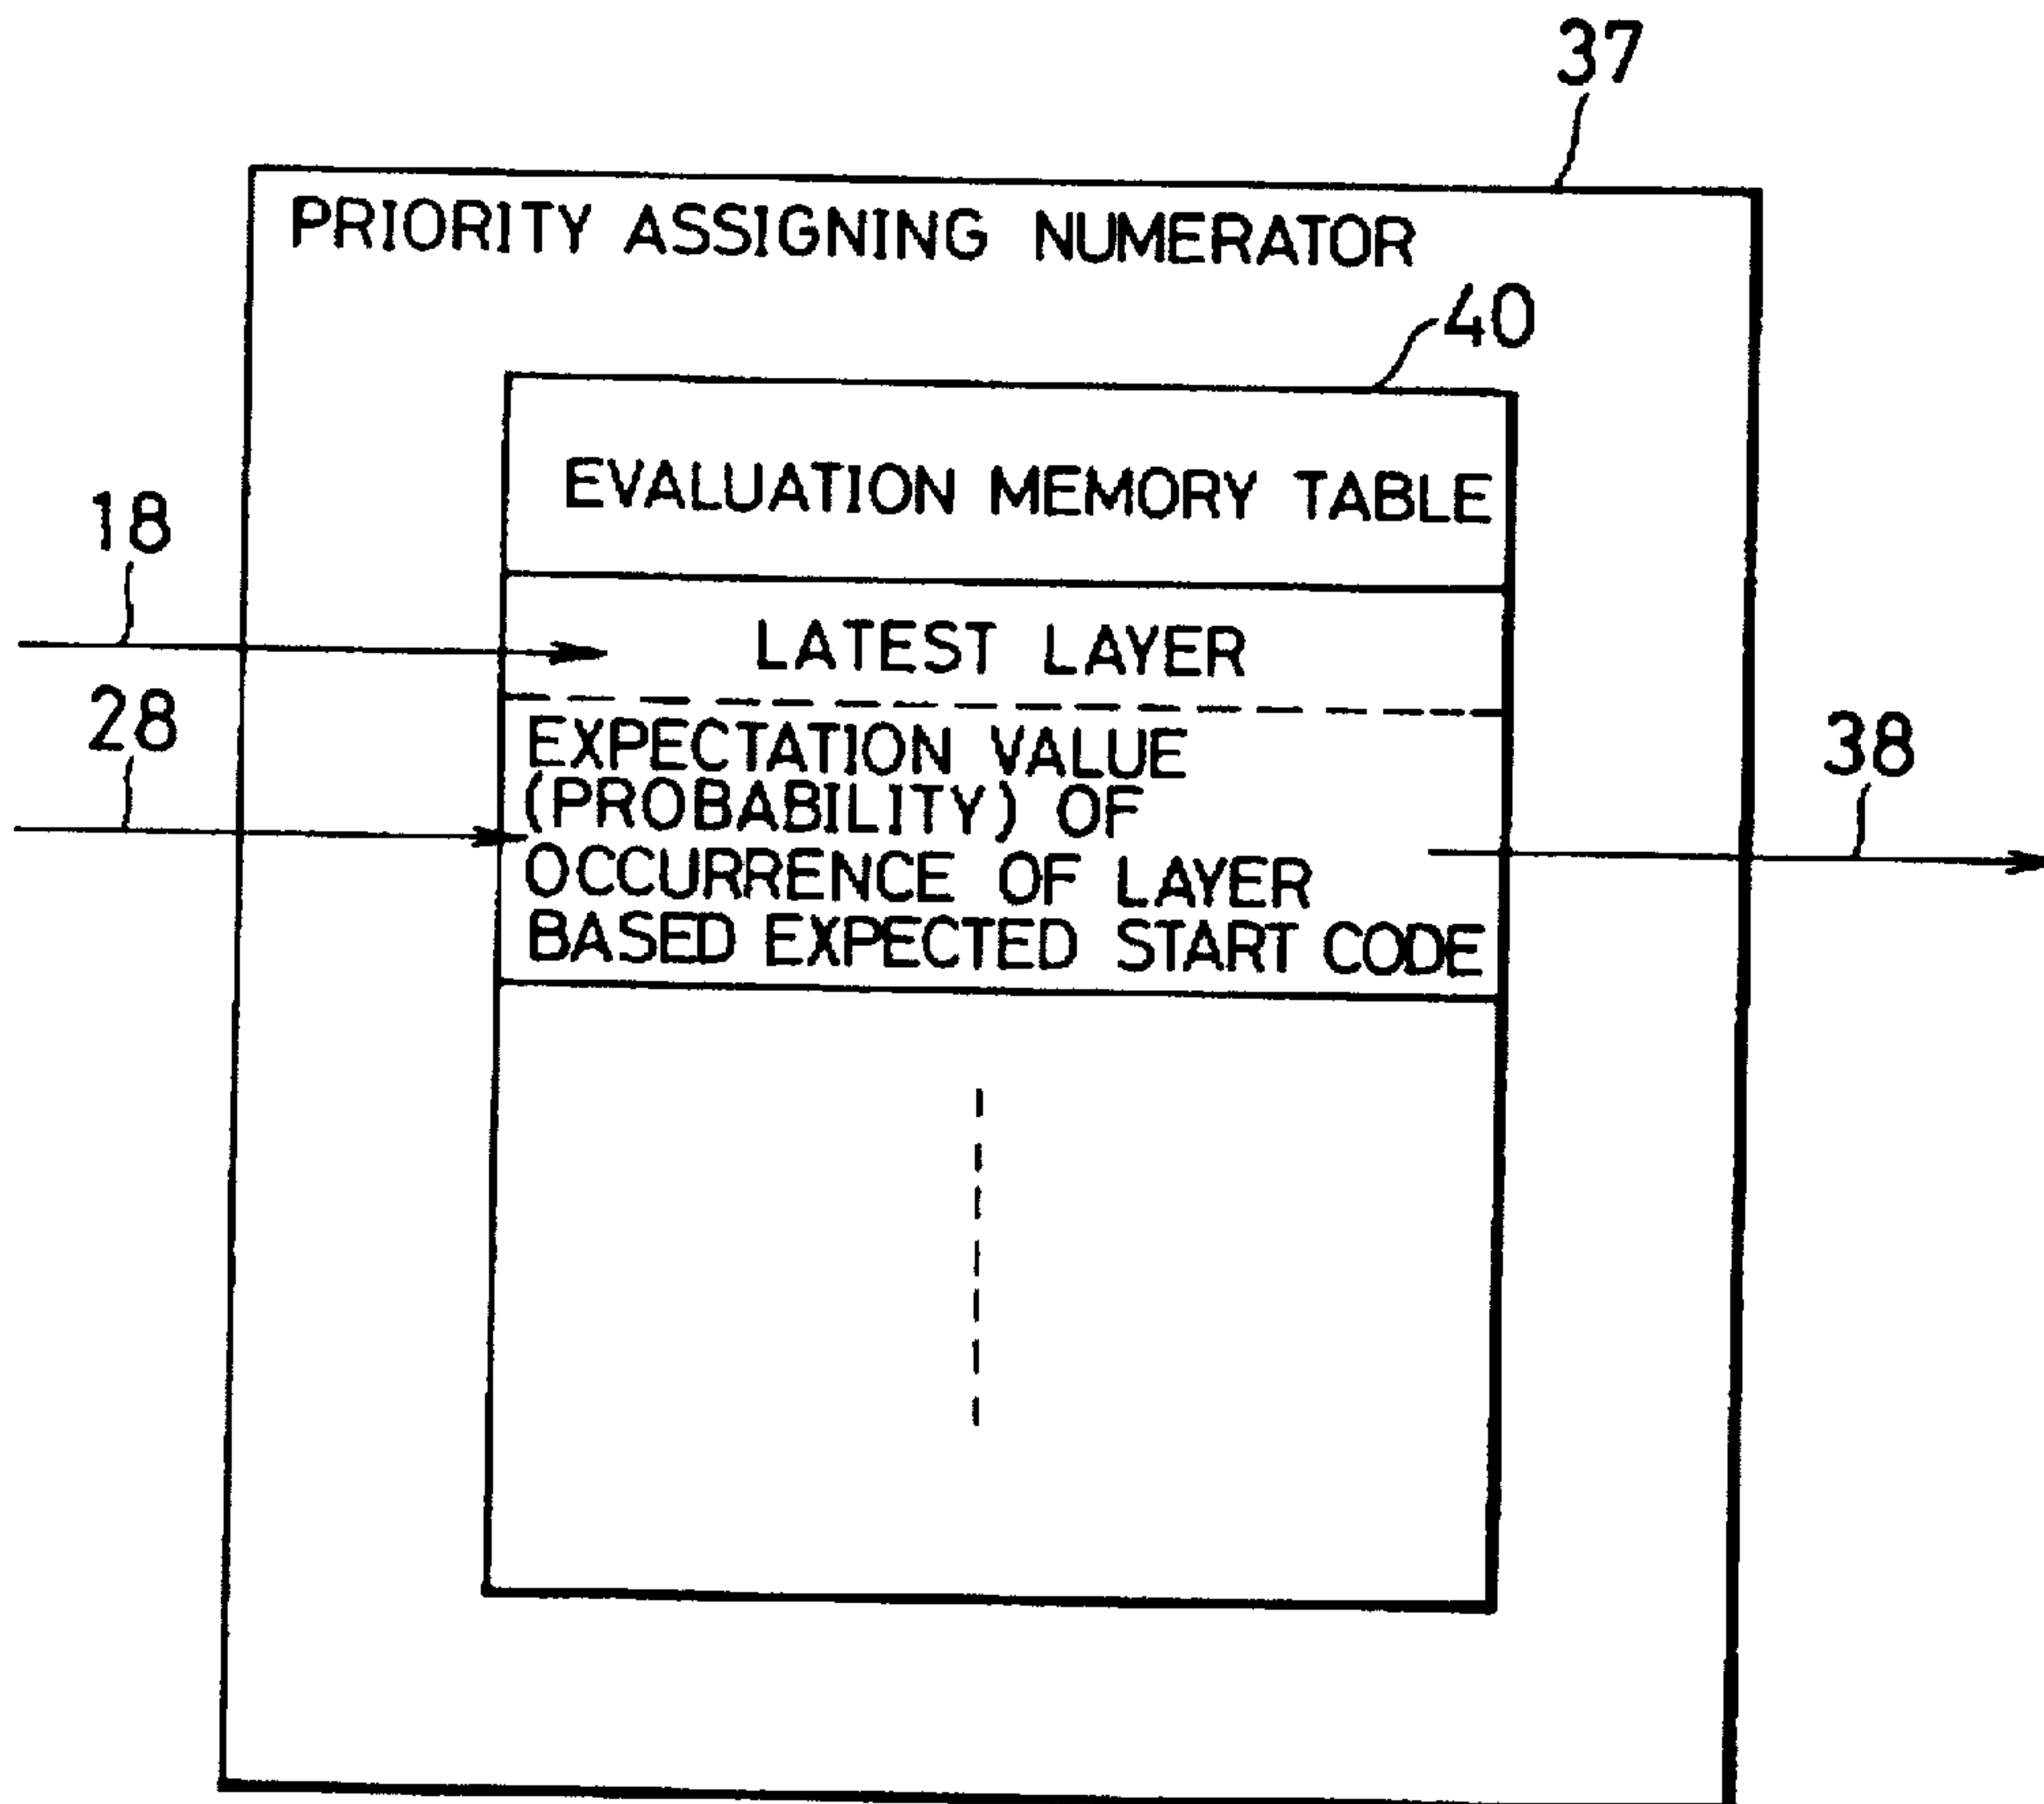 37
PRIORITY ASSIGNING NUMERATOR
40
EVALUATION MEMORY TABLE
18
LATEST LAYER
28
EXPECTATION VALUE
(PROBABILITY) OF
OCCURRENCE OF LAYER
BASED EXPECTED START CODE
38